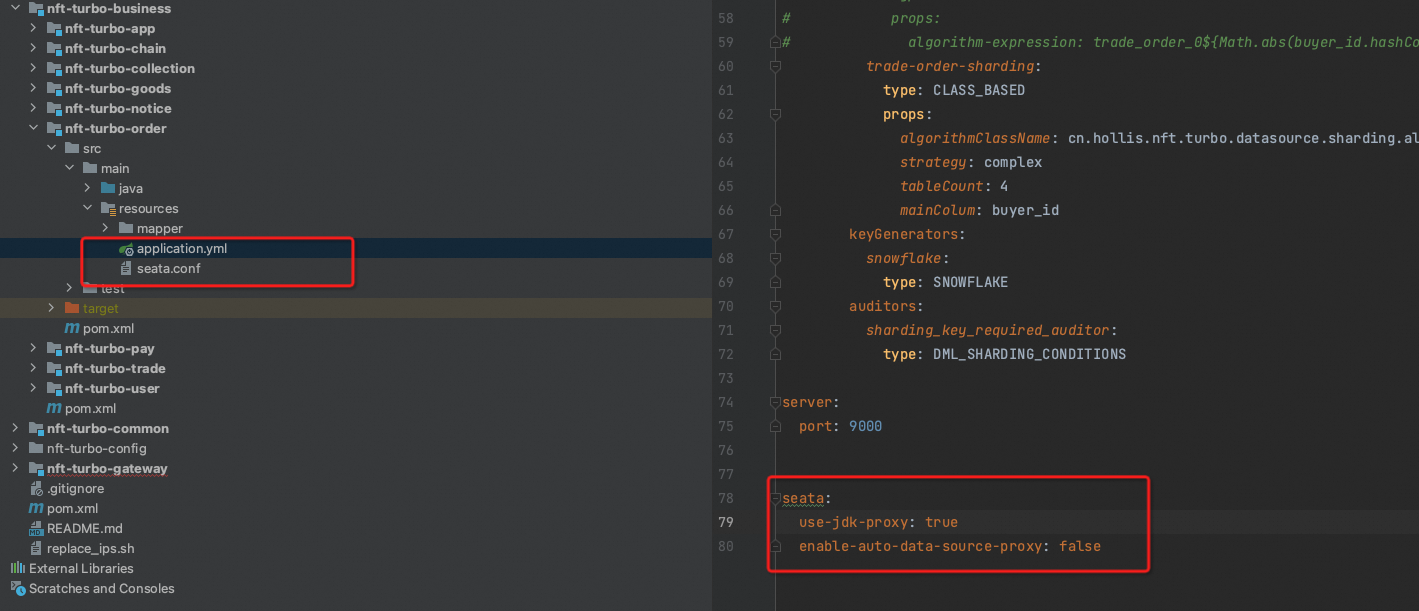 nft-turbo-business
nft-turbo-app
nft-turbo-chain
nft-turbo-collection
nft-turbo-goods
nft-turbo-notice
nft-turbo-order
src
main
java
resources
mapper
application.yml
seata.conf
test
target
pom.xml
nft-turbo-pay
nft-turbo-trade
nft-turbo-user
pom.xml
nft-turbo-common
nft-turbo-config
nft-turbo-gateway
.gitignore
pom.xml
README.md
replace_ips.sh
External Libraries
Scratches and Consoles
58 # props:
59 # algorithm-expression: trade_order_0${Math.abs(buyer_id.hashCo
60 trade-order-sharding:
61 type: CLASS_BASED
62 props:
63 algorithmClassName: cn.hollis.nft.turbo.datasource.sharding.al
64 strategy: complex
65 tableCount: 4
66 mainColum: buyer_id
67 keyGenerators:
68 snowflake:
69 type: SNOWFLAKE
70 auditors:
71 sharding_key_required_auditor:
72 type: DML_SHARDING_CONDITIONS
73
74 server:
75 port: 9000
76
77
78 seata:
79 use-jdk-proxy: true
80 enable-auto-data-source-proxy: false